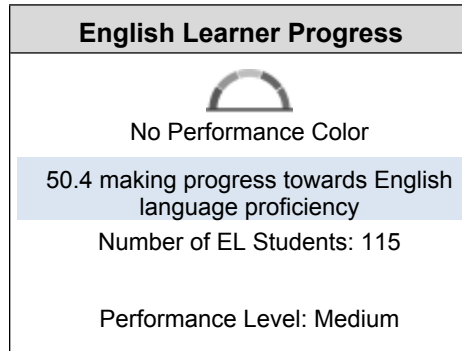 English Learner Progress
No Performance Color
50.4 making progress towards English
language proficiency
Number of EL Students: 115
Performance Level: Medium